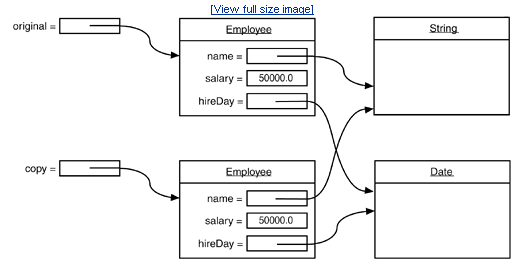 [View full size image]
original =
Employee
name =
salary = 50000.0
hireDay =
String
copy =
Employee
name =
salary = 50000.0
hireDay =
Date